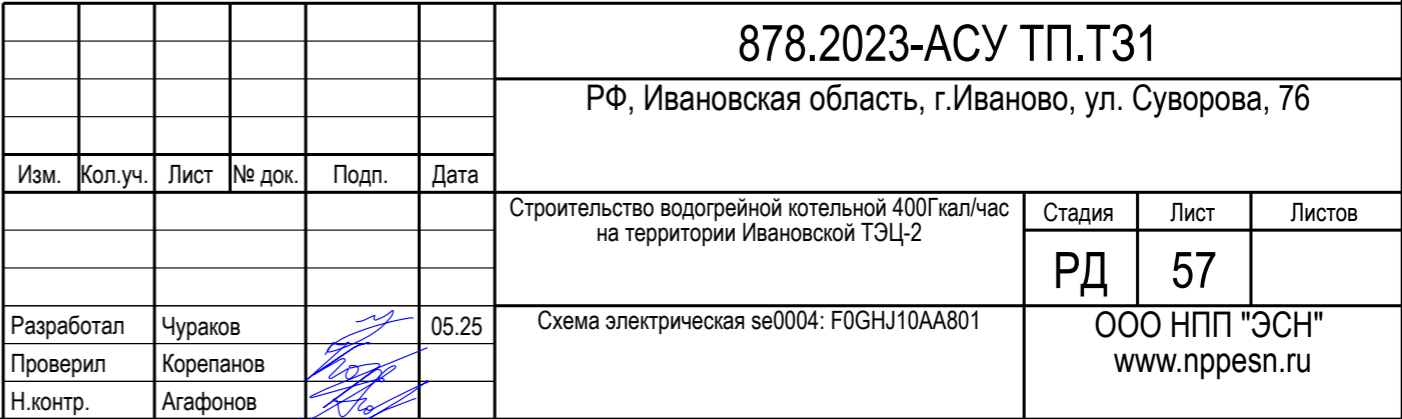 878.2023-АСУ ТП.ТЗ1
РФ, Ивановская область, г.Иваново, ул. Суворова, 76
Изм. Кол.уч. Лист № док. Подп. Дата
Строительство водогрейной котельной 400Гкал/час
на территории Ивановской ТЭЦ-2
Стадия Лист Листов
РД 57
Разработал Чураков 05.25
Проверил Корепанов
Н.контр. Агафонов
Схема электрическая se0004: F0GHJ10AA801
ООО НПП "ЭСН"
www.nppesn.ru